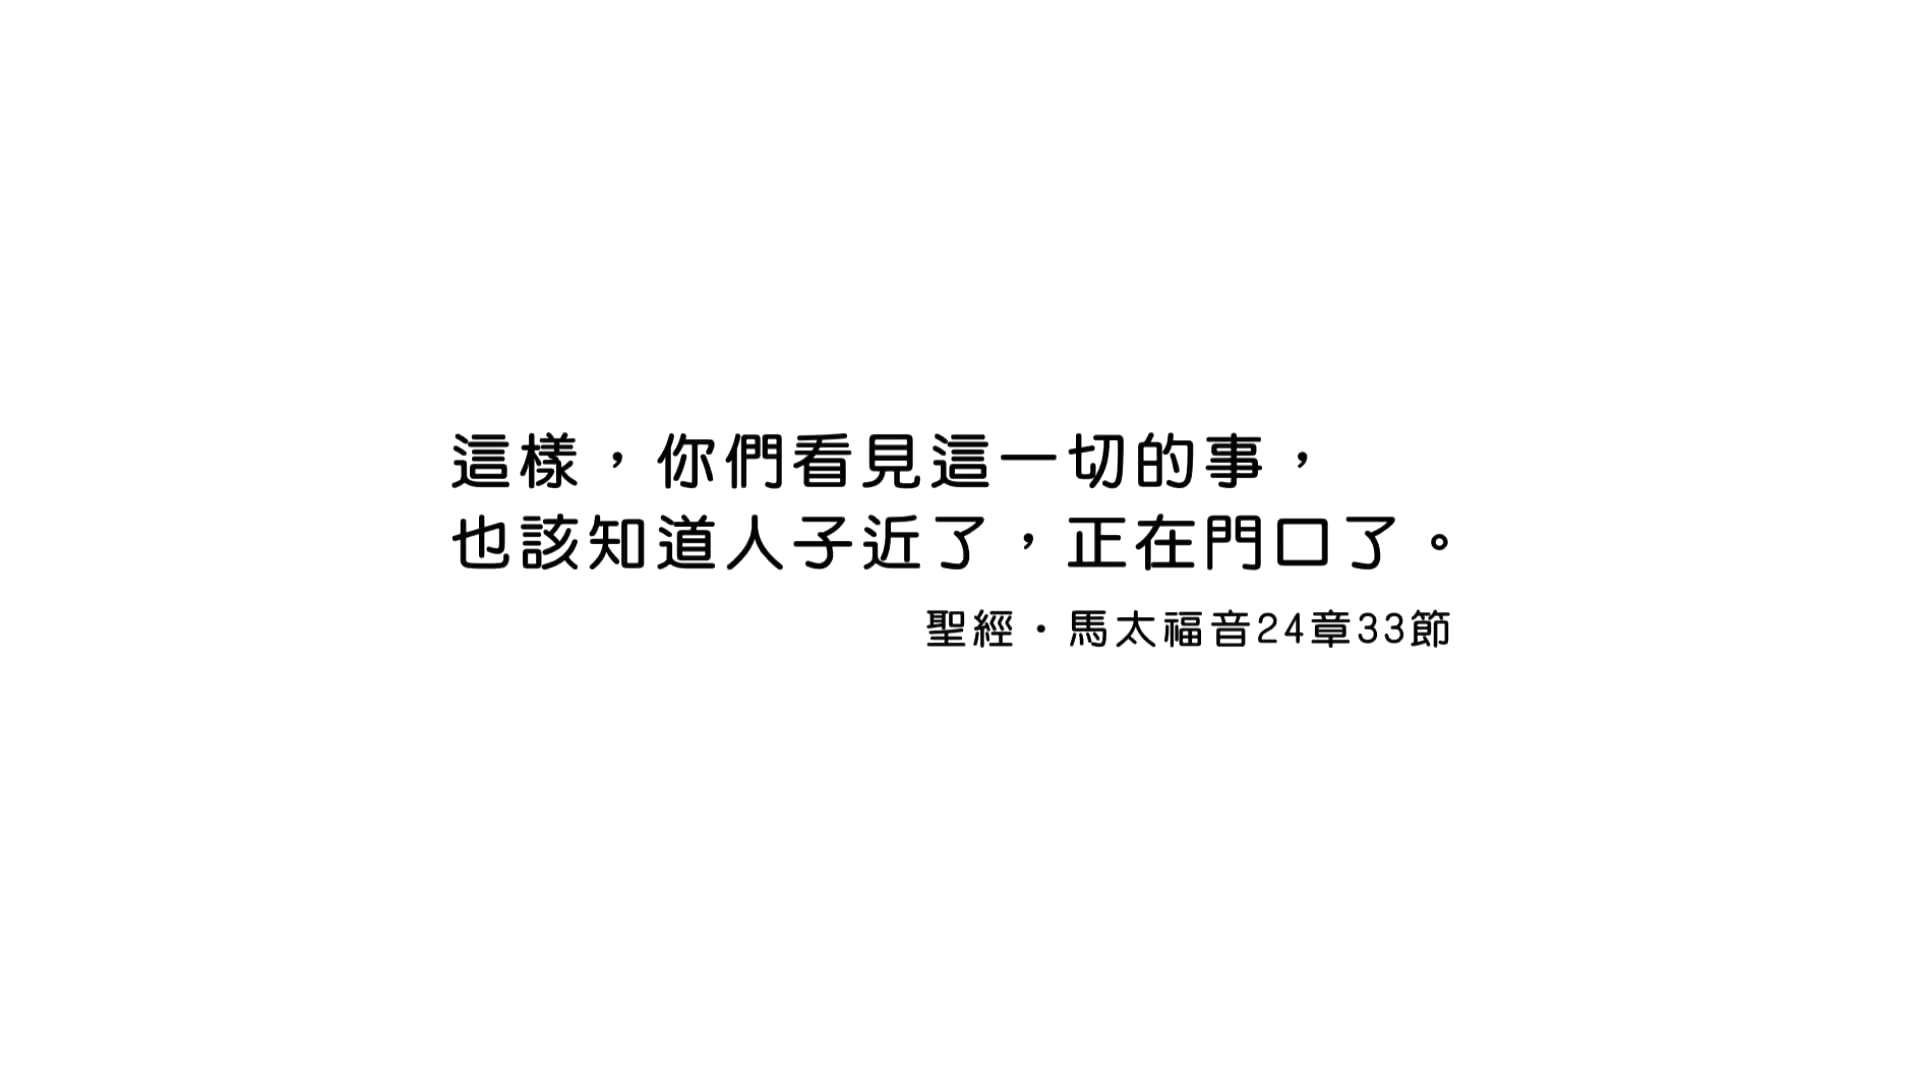 這樣，你們看見這一切的事，
也該知道人子近了，正在門口了。
聖經．馬太福音24章33節